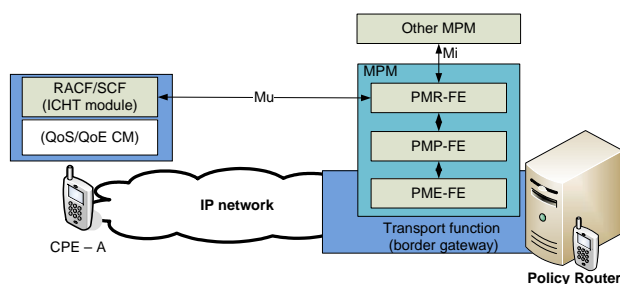 Other MPM
Mi
MPM
RACF/SCF
(ICHT module)
Mu
PMR-FE
(QoS/QoE CM)
PMP-FE
PME-FE
IP network
CPE – A
Transport function
(border gateway)
Policy Router